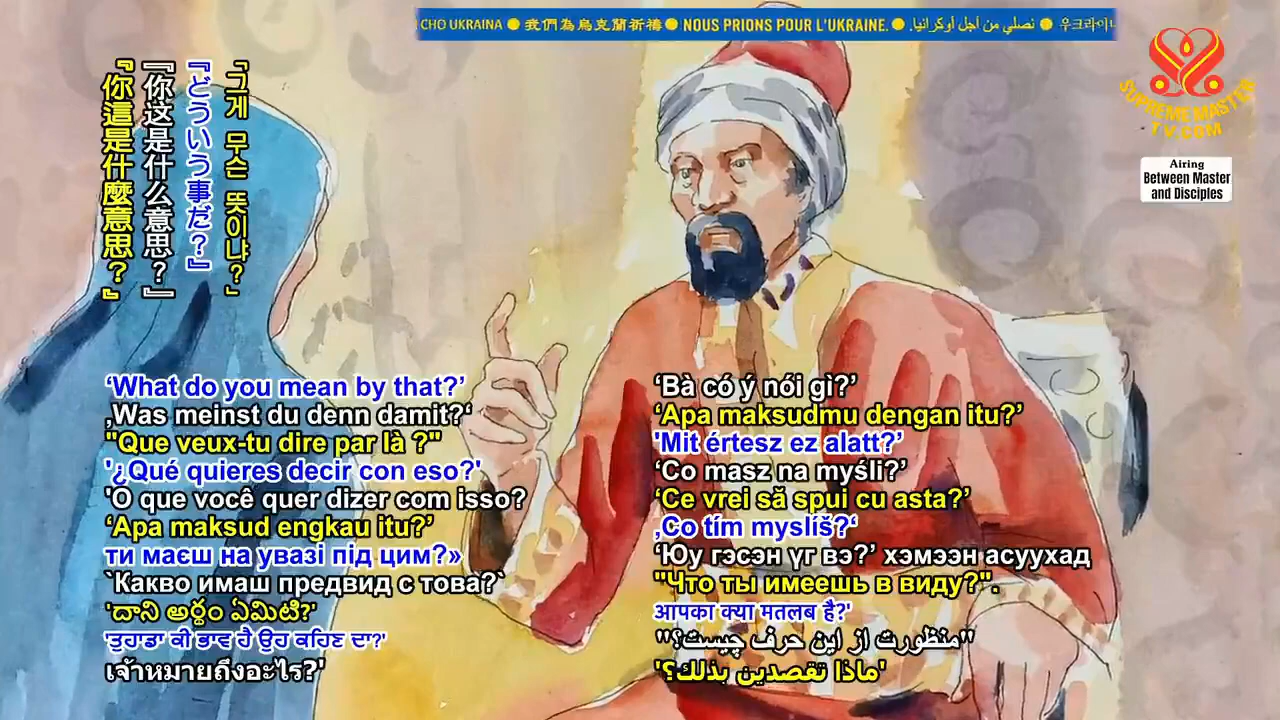 CHO UKRAINA ● 我們為烏克蘭祈禱 ● NOUS PRIONS POUR L'UKRAINE. ● نصلي من أجل أوكرانيا. ● 우크라이나
SUPREME MASTER
TV.COM
Airing
Between Master
and Disciples
「그게 무슨 뜻이냐?」
『どういう事だ?』
『你这是什么意思?』
『你這是什麼意思?』
‘What do you mean by that?’
‚Was meinst du denn damit?‘
"Que veux-tu dire par là ?"
'¿Qué quieres decir con eso?'
'O que você quer dizer com isso?
‘Apa maksud engkau itu?’
ти маєш на увазі під цим?»
`Какво имаш предвид с това?`
'దాని అర్థం ఏమిటి?'
'ਤੁਹਾਡਾ ਕੀ ਭਾਵ ਹੈ ਉਹ ਕਹਿਣ ਦਾ?'
เจ้าหมายถึงอะไร?'
‘Bà có ý nói gì?’
‘Apa maksudmu dengan itu?’
'Mit értesz ez alatt?’
‘Co masz na myśli?’
‘Ce vrei să spui cu asta?’
‚Co tím myslíš?‘
‘Юу гэсэн үг вэ?’ хэмээн асуухад
"Что ты имеешь в виду?".
आपका क्या मतलब है?'
"منظورت از این حرف چیست؟"
'ماذا تقصدين بذلك؟'